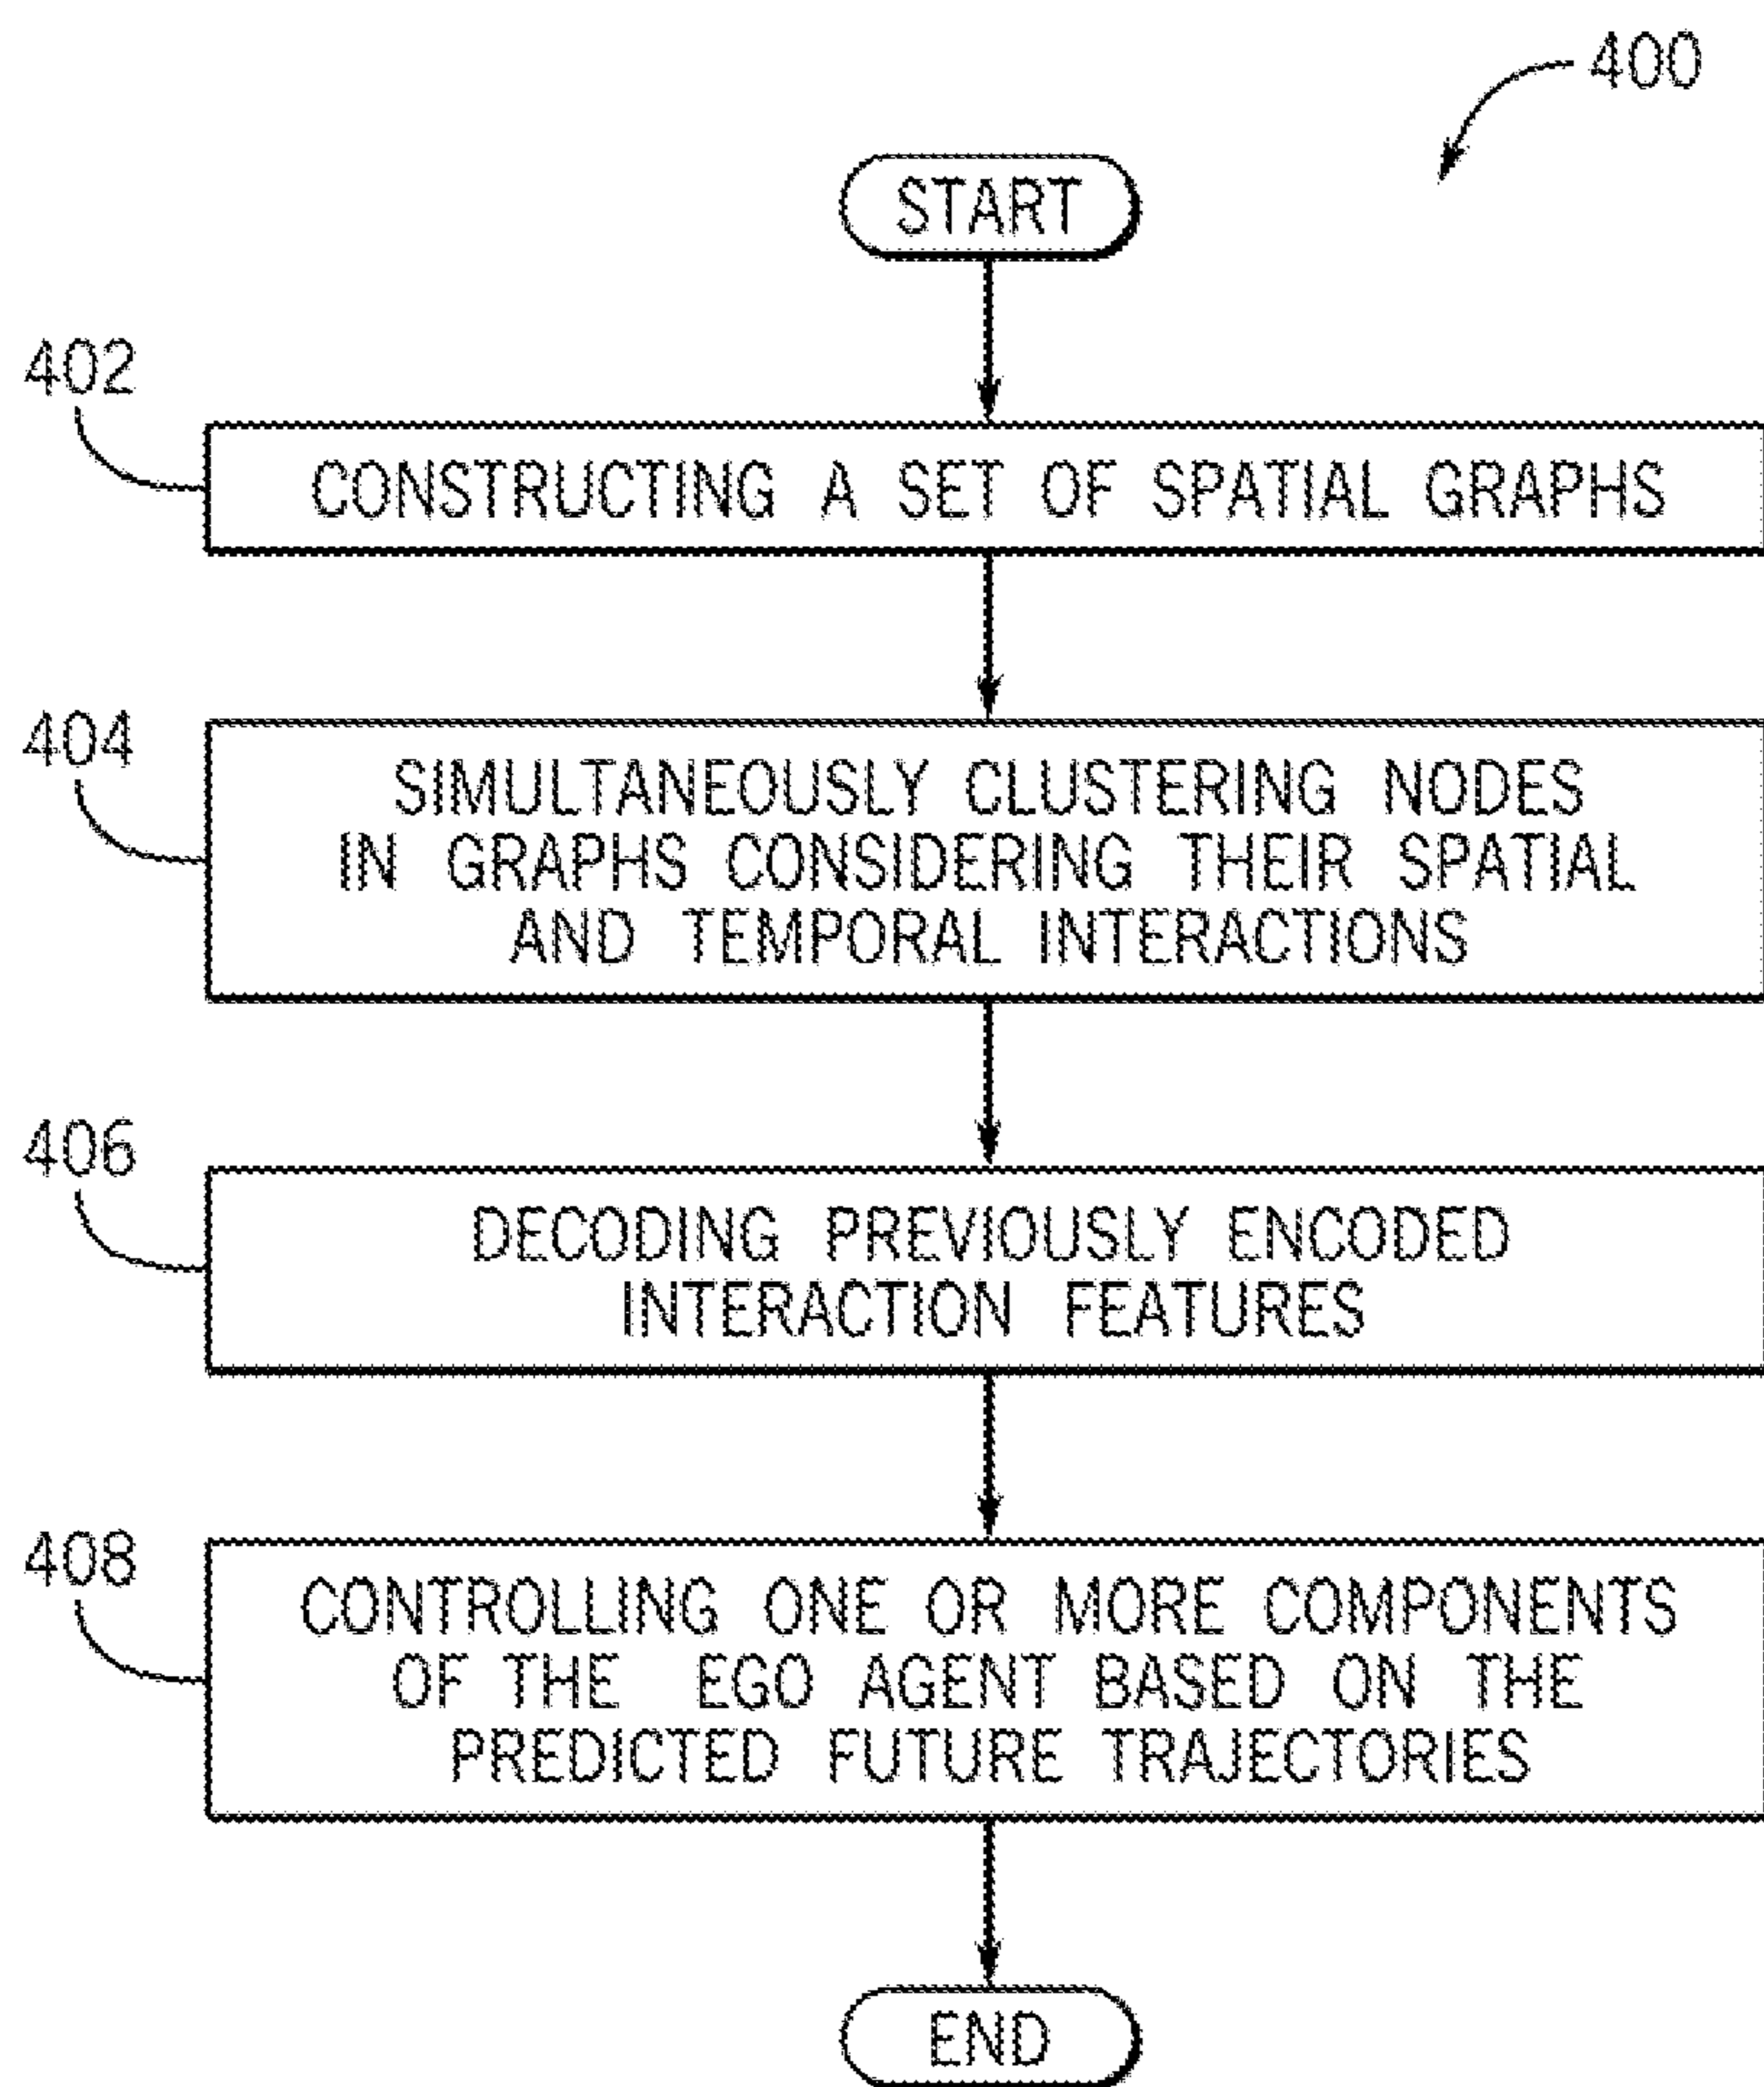 400
START
402
CONSTRUCTING A SET OF SPATIAL GRAPHS
404
SIMULTANEOUSLY CLUSTERING NODES
IN GRAPHS CONSIDERING THEIR SPATIAL
AND TEMPORAL INTERACTIONS
406
DECODING PREVIOUSLY ENCODED
INTERACTION FEATURES
408
CONTROLLING ONE OR MORE COMPONENTS
OF THE EGO AGENT BASED ON THE
PREDICTED FUTURE TRAJECTORIES
END